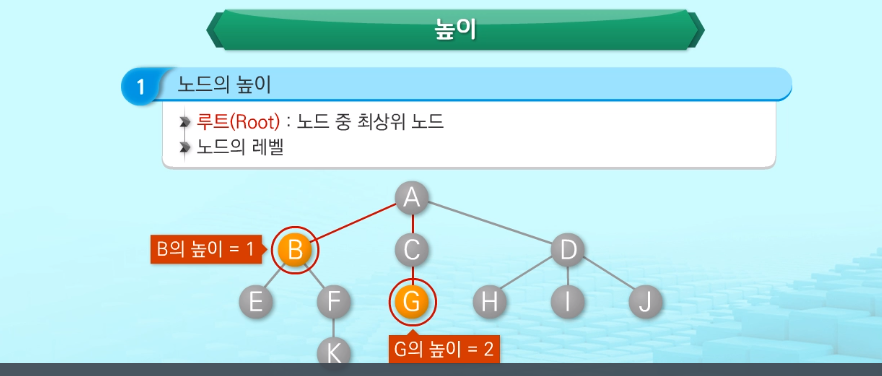 높이
1 노드의 높이
루트(Root) : 노드 중 최상위 노드
노드의 레벨
A
B의 높이 = 1
B
C
D
E
F
G
H
I
J
K
G의 높이 = 2